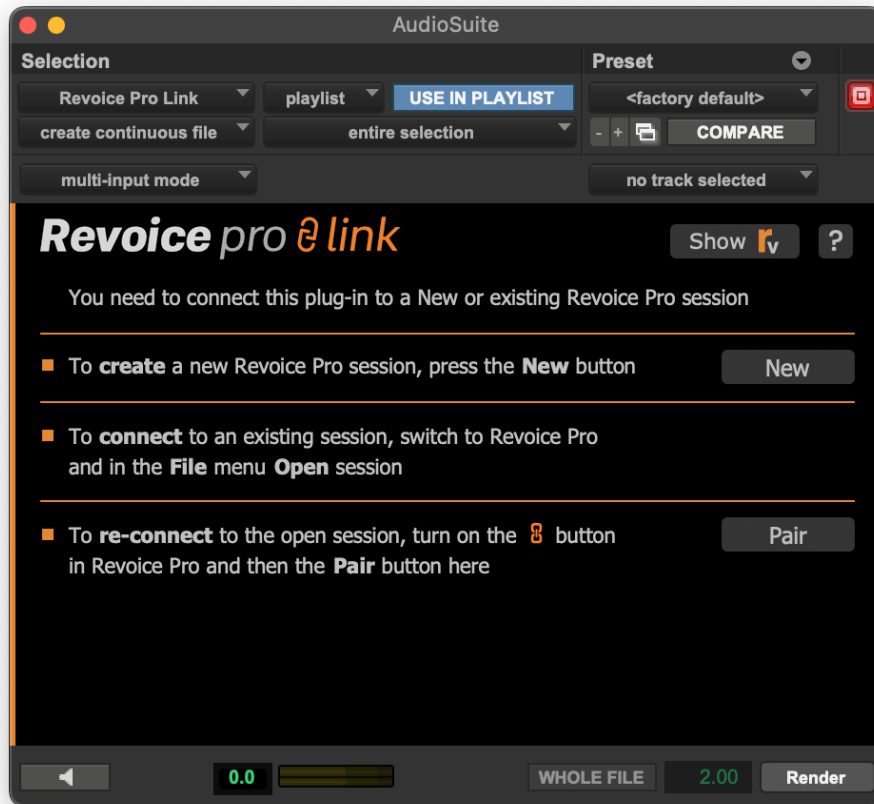 AudioSuite
Selection
Preset
Revoice Pro Link
playlist
USE IN PLAYLIST
<factory default>
create continuous file
entire selection
- +
COMPARE
multi-input mode
no track selected
Revoice pro link
Show rv
?
You need to connect this plug-in to a New or existing Revoice Pro session
To create a new Revoice Pro session, press the New button
New
To connect to an existing session, switch to Revoice Pro
and in the File menu Open session
To re-connect to the open session, turn on the button
Pair
in Revoice Pro and then the Pair button here
0.0
WHOLE FILE
2.00
Render